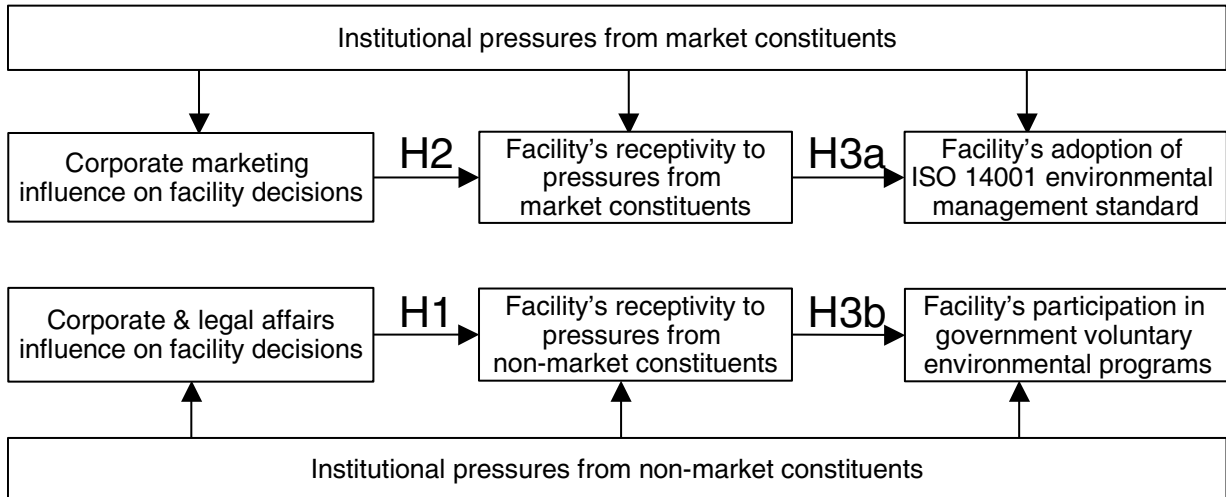 Institutional pressures from market constituents
Corporate marketing
influence on facility decisions
H2
Facility’s receptivity to
pressures from
market constituents
H3a
Facility’s adoption of
ISO 14001 environmental
management standard
Corporate & legal affairs
influence on facility decisions
H1
Facility’s receptivity to
pressures from
non-market constituents
H3b
Facility’s participation in
government voluntary
environmental programs
Institutional pressures from non-market constituents